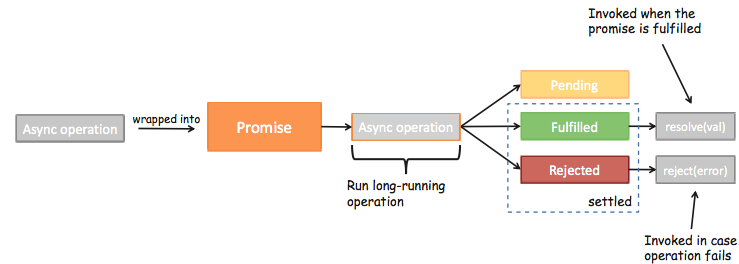 Invoked when the
promise is fulfilled
Pending
Async operation
wrapped into
Promise
Async operation
Fulfilled
resolve(val)
Run long-running
operation
Rejected
reject(error)
settled
Invoked in case
operation fails